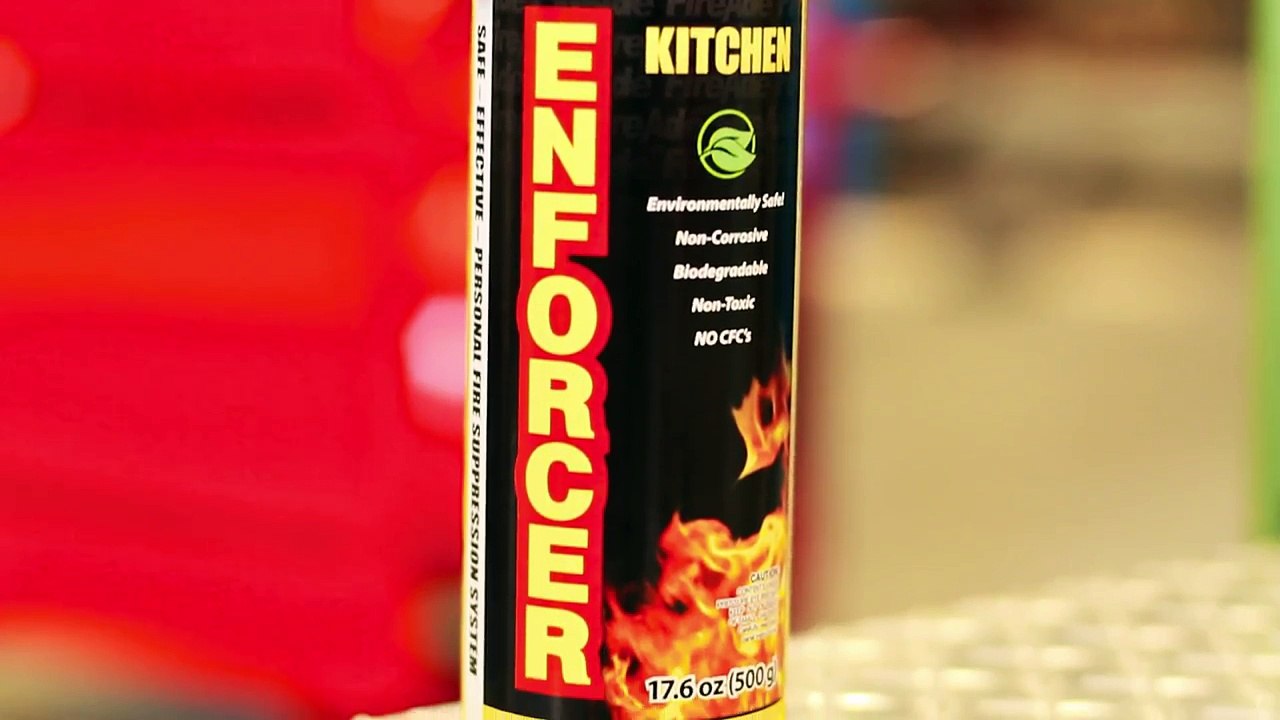 SAFE – EFFECTIVE – PERSONAL FIRE SUPPRESSION SYSTEM
ENFORCER
KITCHEN
Environmentally Safe!
Non-Corrosive
Biodegradable
Non-Toxic
NO CFC's
CAUTION
17.6 oz (500 g)